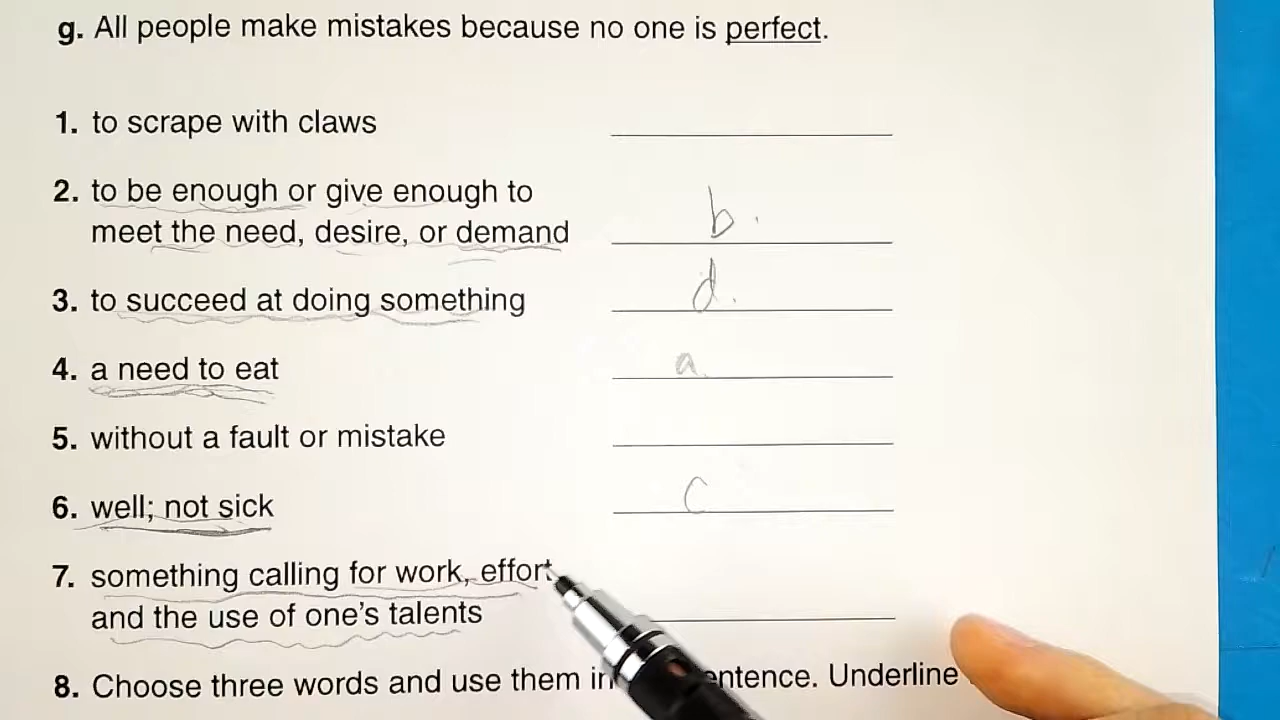 g. All people make mistakes because no one is perfect.
1. to scrape with claws
2. to be enough or give enough to
meet the need, desire, or demand
b.
3. to succeed at doing something
d.
4. a need to eat
a.
5. without a fault or mistake
6. well; not sick
c
7. something calling for work, effort
and the use of one's talents
8. Choose three words and use them in sentence. Underline